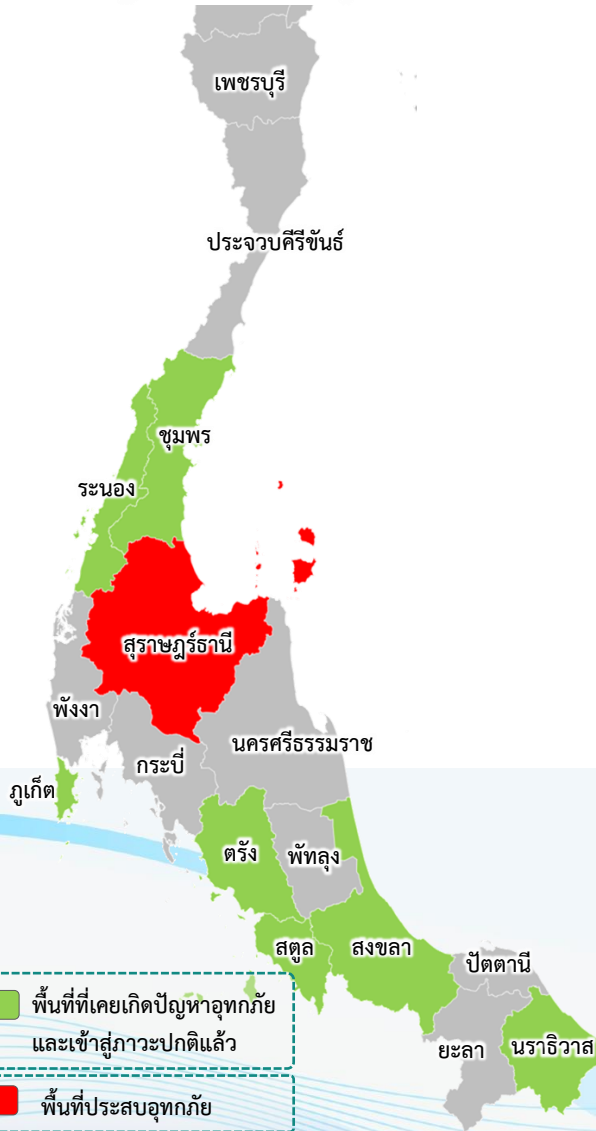 เพชรบุรี
ประจวบคีรีขันธ์
ชุมพร
ระนอง
สุราษฎร์ธานี
พังงา
นครศรีธรรมราช
กระบี่
ภูเก็ต
ตรัง
พัทลุง
สตูล
สงขลา
ปัตตานี
ยะลา
นราธิวาส
พื้นที่ที่เคยเกิดปัญหาอุทกภัย
และเข้าสู่ภาวะปกติแล้ว
พื้นที่ประสบอุทกภัย